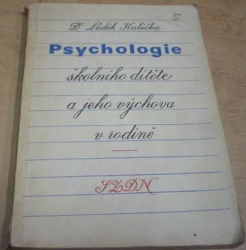 Dr Luděk Kubička
Psychologie
školního dítěte
a jeho výchova
v rodině
SZDN